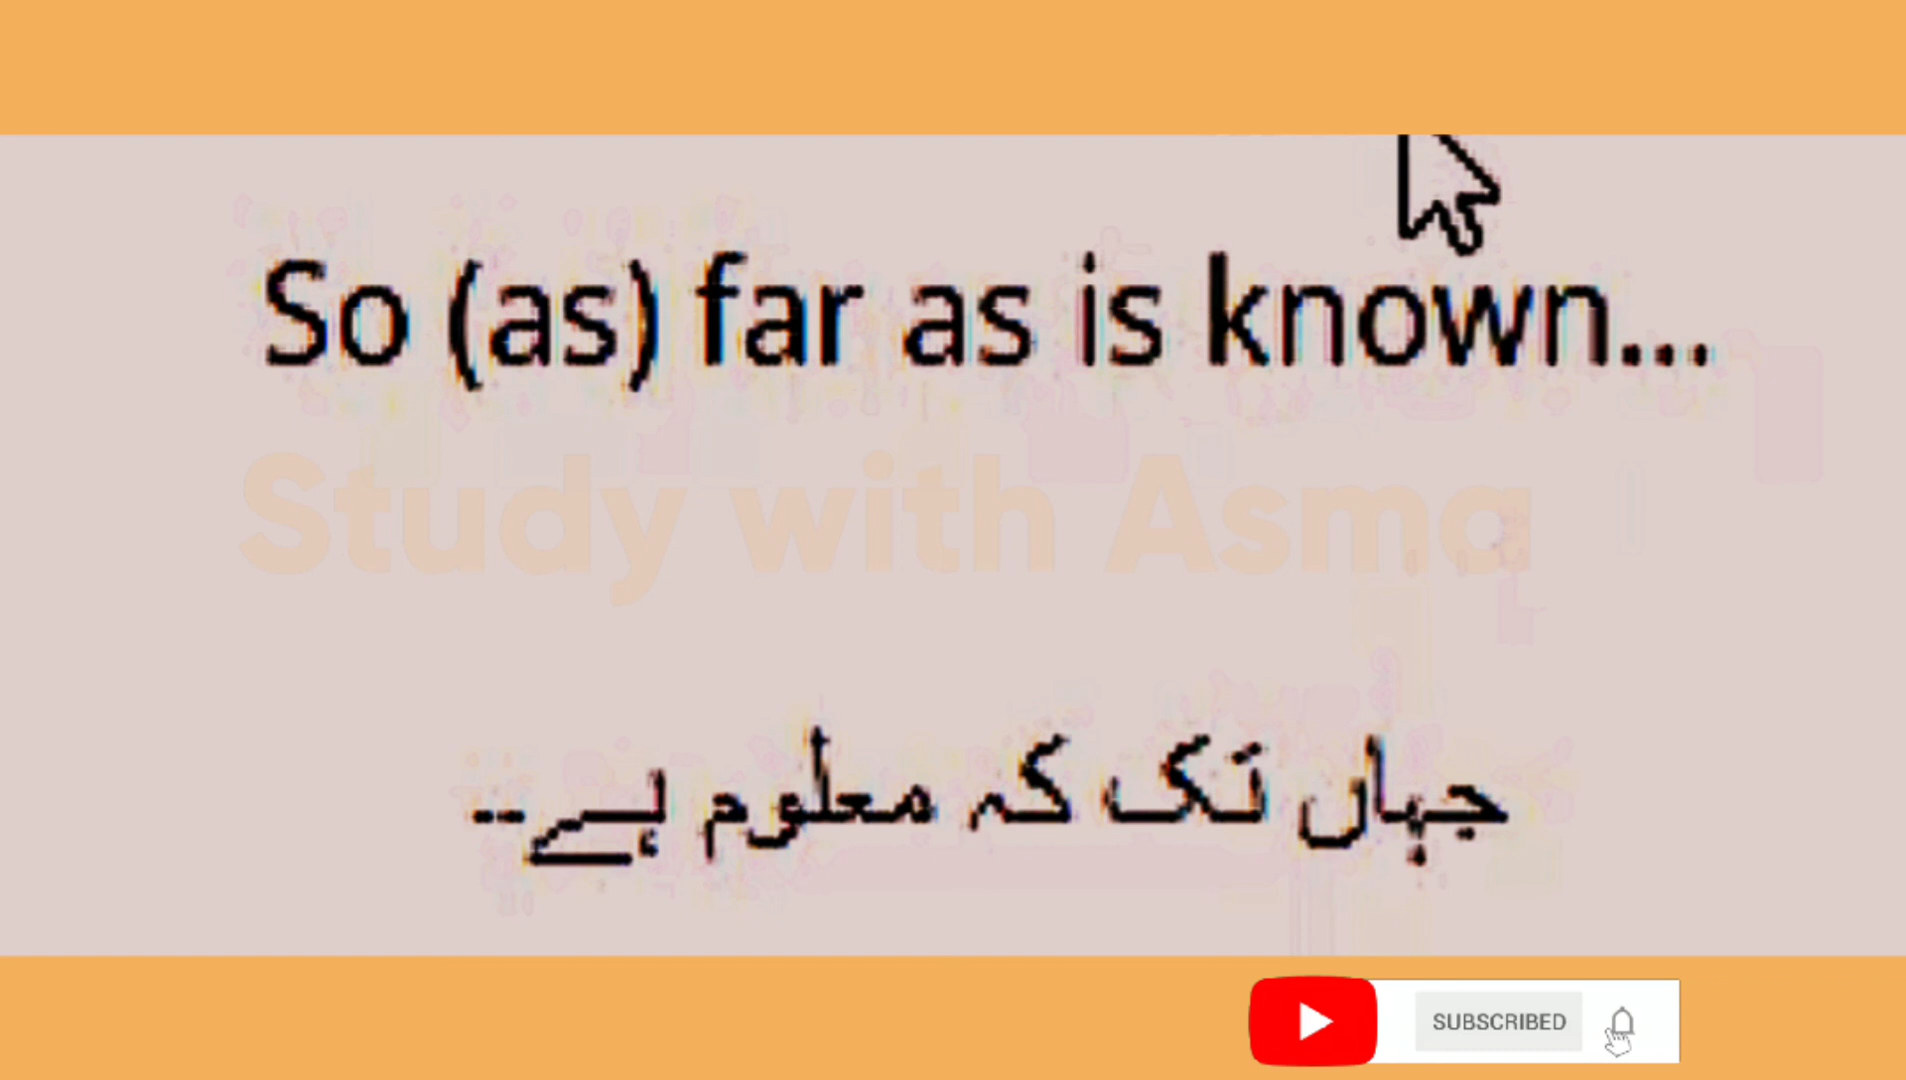 So (as) far as is known...
Study with Asma
جہاں تک کہ معلوم ہے--
SUBSCRIBED